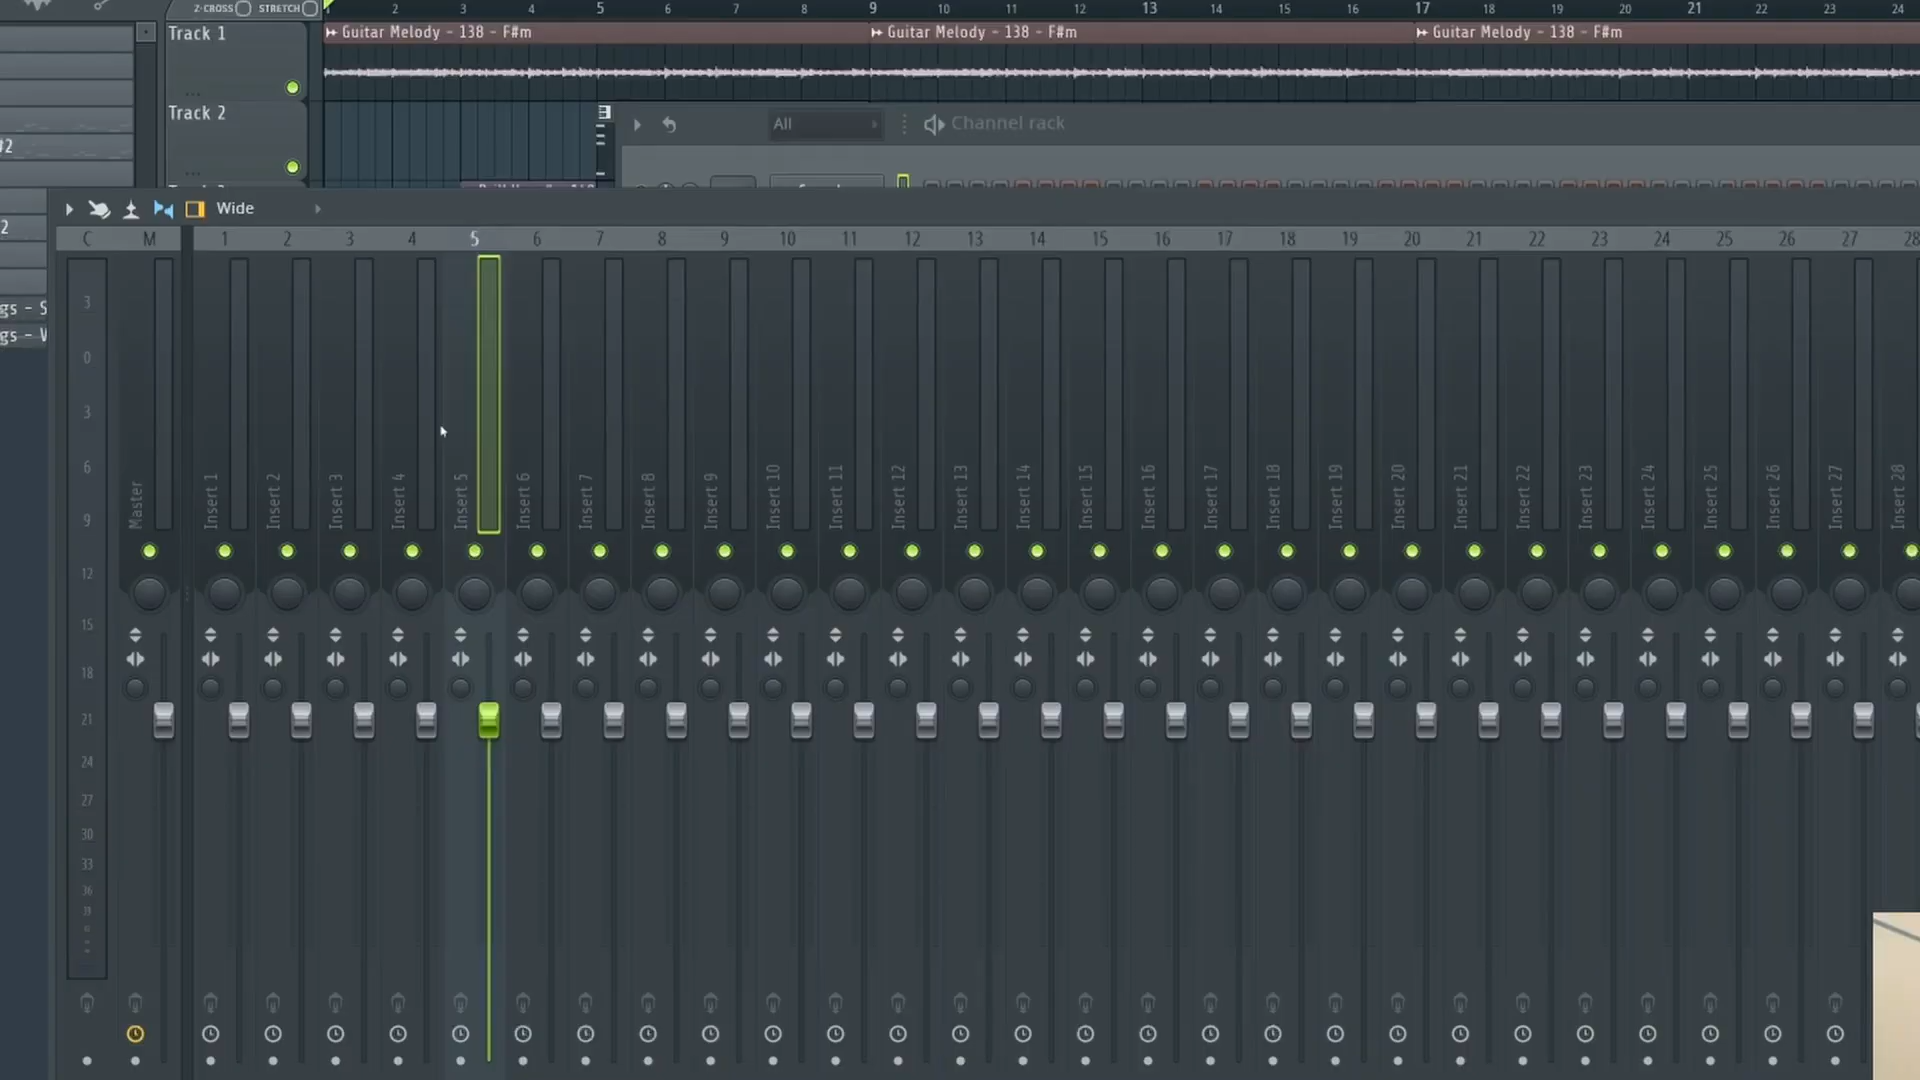 Z-CROSS STRETCH
1 2 3 4 5 6 7 8 9 10 11 12 13 14 15 16 17 18 19 20 21 22 23 24
Track 1
Guitar Melody - 138 - F#m Guitar Melody - 138 - F#m Guitar Melody - 138 - F#m
Track 2
All Channel rack
#2
2
gs - S
gs - W
Wide
C M 1 2 3 4 5 6 7 8 9 10 11 12 13 14 15 16 17 18 19 20 21 22 23 24 25 26 27 28
3
0
3
6
9
12
15
18
21
24
27
30
33
36
39
Master Insert 1 Insert 2 Insert 3 Insert 4 Insert 5 Insert 6 Insert 7 Insert 8 Insert 9 Insert 10 Insert 11 Insert 12 Insert 13 Insert 14 Insert 15 Insert 16 Insert 17 Insert 18 Insert 19 Insert 20 Insert 21 Insert 22 Insert 23 Insert 24 Insert 25 Insert 26 Insert 27 Insert 28